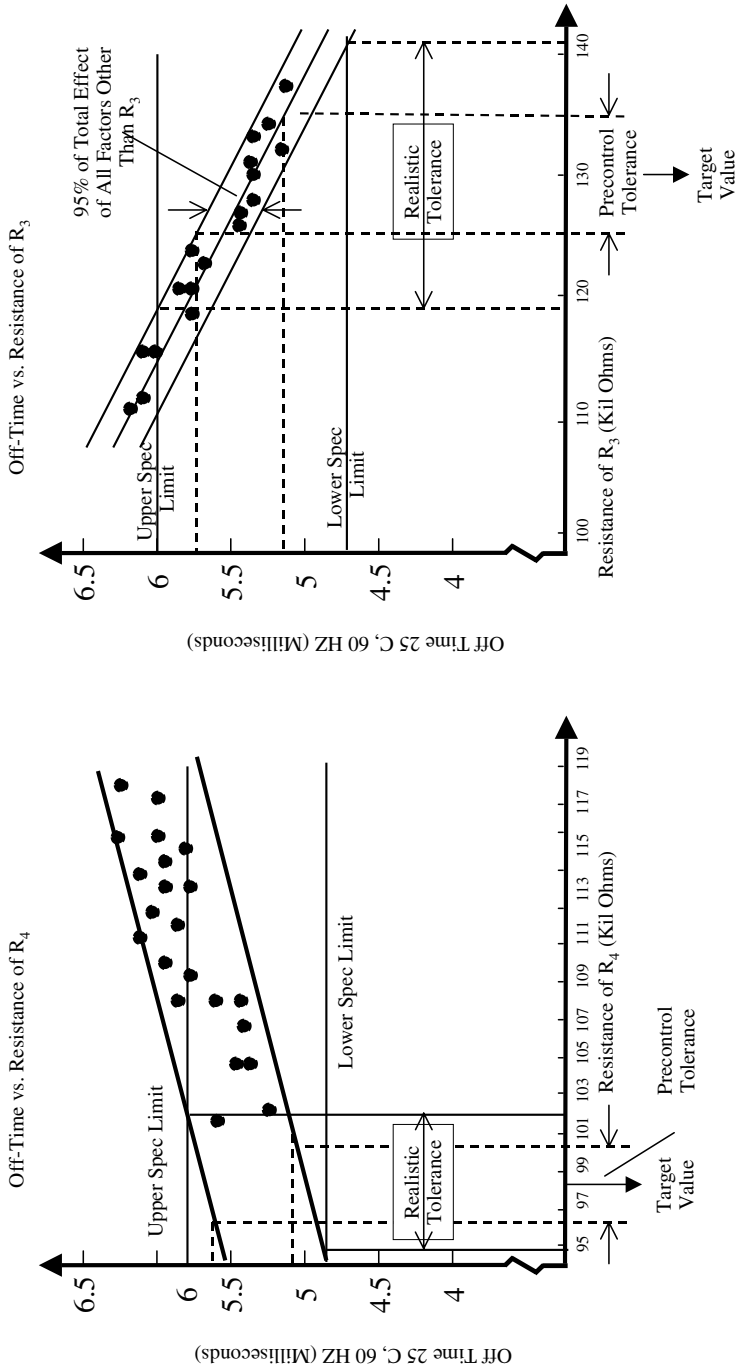 Off-Time vs. Resistance of R4
Off Time 25 C, 60 HZ (Milliseconds)
6.5
6
5.5
5
4.5
4
Upper Spec Limit
Lower Spec Limit
Realistic
Tolerance
95
97
99
101
103
105
107
109
111
113
115
117
119
Resistance of R4 (Kil Ohms)
Target
Value
Precontrol
Tolerance
Off-Time vs. Resistance of R3
Off Time 25 C, 60 HZ (Milliseconds)
6.5
6
5.5
5
4.5
4
95% of Total Effect
of All Factors Other
Than R3
Upper Spec
Limit
Lower Spec
Limit
Realistic
Tolerance
100
110
120
130
140
Resistance of R3 (Kil Ohms)
Precontrol
Tolerance
Target
Value